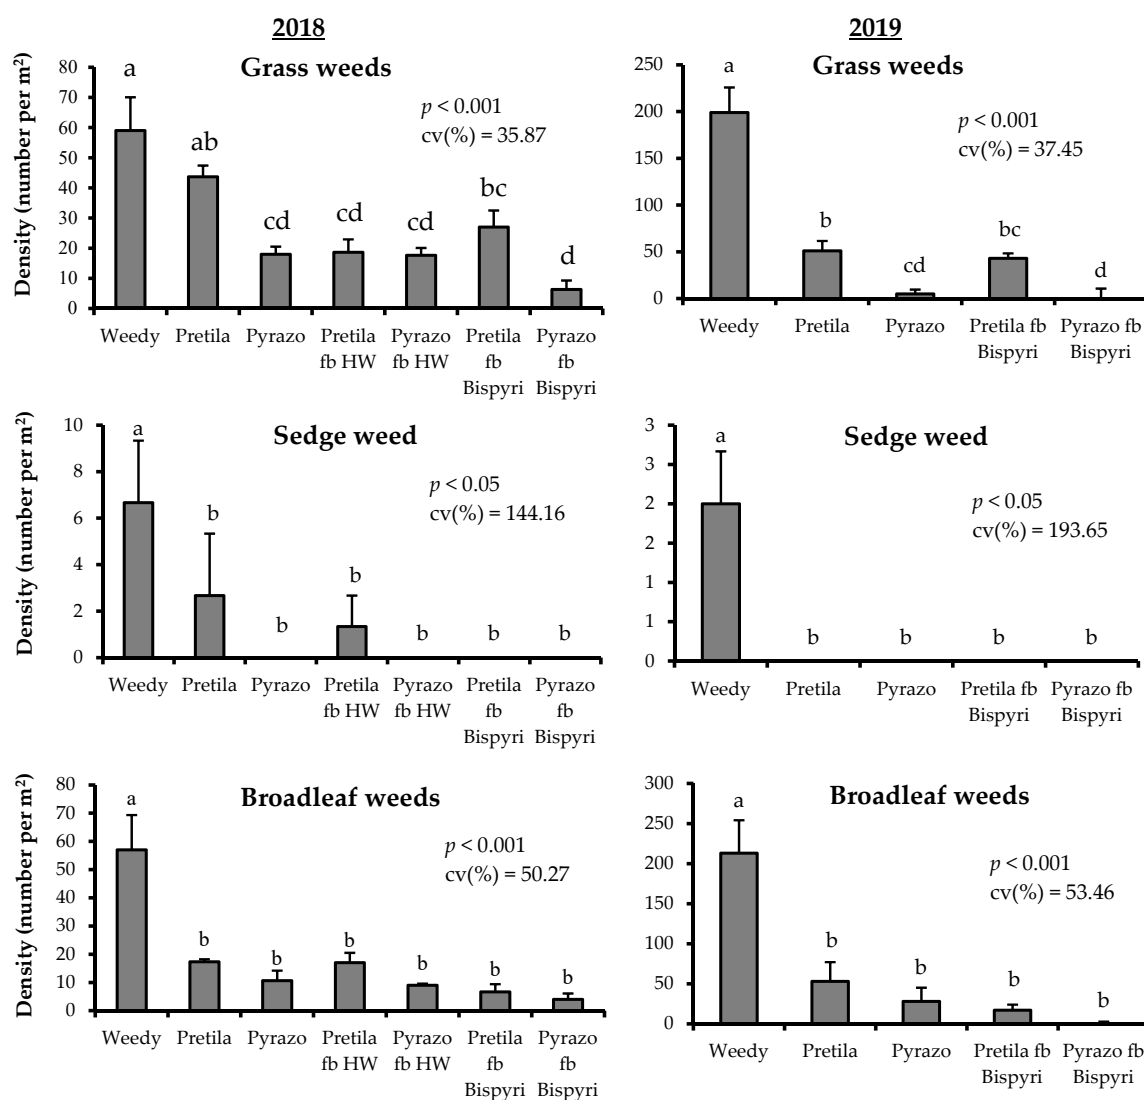 2018
Grass weeds
Density (number per m²)
80
70
60
50
40
30
20
10
0
a
ab
cd
cd
cd
bc
d
p < 0.001
cv(%) = 35.87
Weedy Pretila Pyrazo Pretila fb HW Pyrazo fb HW Pretila fb Bispyri Pyrazo fb Bispyri
2019
Grass weeds
250
200
150
100
50
0
a
b
cd
bc
d
p < 0.001
cv(%) = 37.45
Weedy Pretila Pyrazo Pretila fb Bispyri Pyrazo fb Bispyri
Sedge weed
Density (number per m²)
10
8
6
4
2
0
a
b
b
b
b
b
b
p < 0.05
cv(%) = 144.16
Weedy Pretila Pyrazo Pretila fb HW Pyrazo fb HW Pretila fb Bispyri Pyrazo fb Bispyri
Sedge weed
3
3
2
2
1
1
0
a
b
b
b
b
p < 0.05
cv(%) = 193.65
Weedy Pretila Pyrazo Pretila fb Bispyri Pyrazo fb Bispyri
Broadleaf weeds
Density (number per m²)
80
70
60
50
40
30
20
10
0
a
b
b
b
b
b
b
p < 0.001
cv(%) = 50.27
Weedy Pretila Pyrazo Pretila fb HW Pyrazo fb HW Pretila fb Bispyri Pyrazo fb Bispyri
Broadleaf weeds
300
250
200
150
100
50
0
a
b
b
b
b
p < 0.001
cv(%) = 53.46
Weedy Pretila Pyrazo Pretila fb Bispyri Pyrazo fb Bispyri